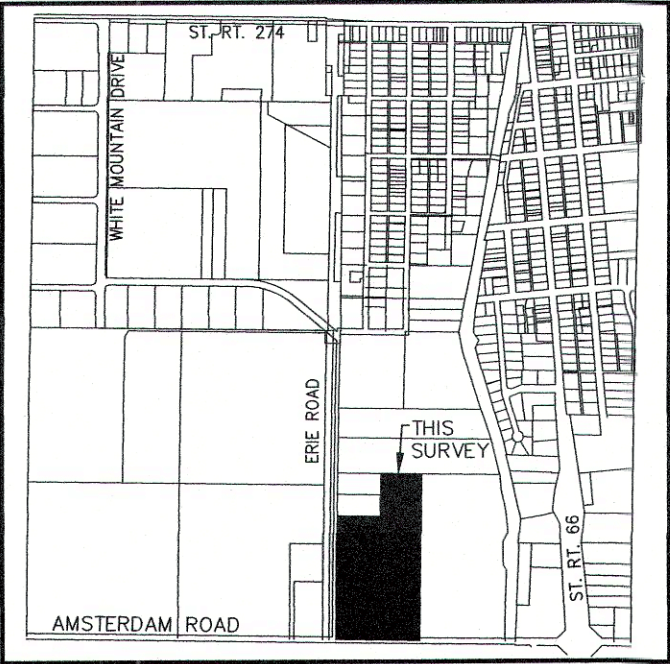 ST. RT. 274
WHITE MOUNTAIN DRIVE
ERIE ROAD
THIS
SURVEY
ST. RT. 66
AMSTERDAM ROAD